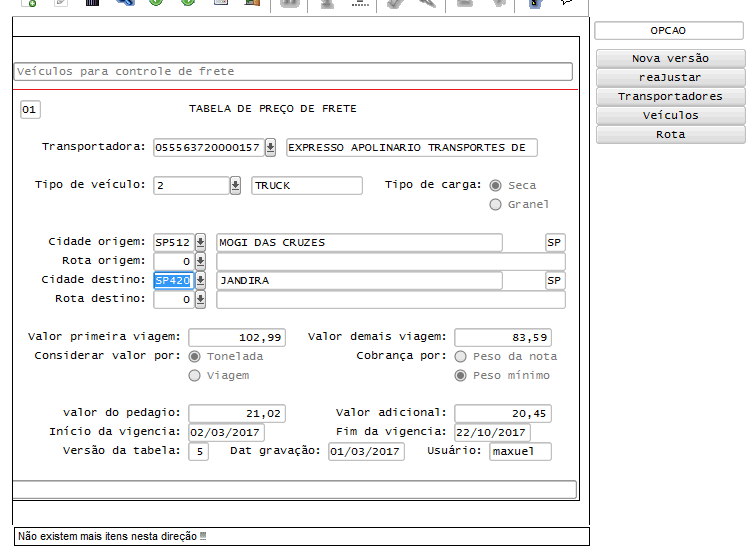 OPCAO
Nova versão
reaJustar
Transportadores
Veículos
Rota
Veículos para controle de frete
01 TABELA DE PREÇO DE FRETE
Transportadora: 055563720000157 EXPRESSO APOLINARIO TRANSPORTES DE
Tipo de veículo: 2 TRUCK Tipo de carga: Seca
Granel
Cidade origem: SP512 MOGI DAS CRUZES SP
Rota origem: 0
Cidade destino: SP420 JANDIRA SP
Rota destino: 0
Valor primeira viagem: 102,99 Valor demais viagem: 83,59
Considerar valor por: Tonelada Cobrança por: Peso da nota
Viagem Peso mínimo
valor do pedagio: 21,02 Valor adicional: 20,45
Início da vigencia: 02/03/2017 Fim da vigencia: 22/10/2017
Versão da tabela: 5 Dat gravação: 01/03/2017 Usuário: maxuel
Não existem mais itens nesta direção !!!